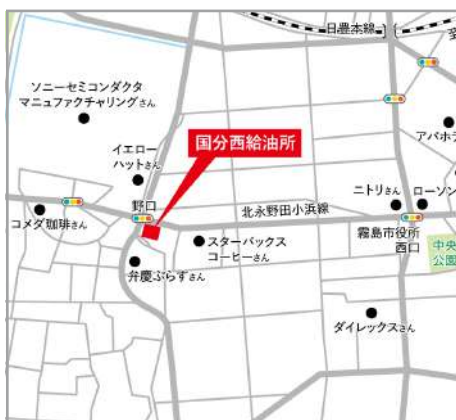 日豊本線
ソニーセミコンダクタ
マニュファクチャリングさん
国分西給油所
アパホテ
イエロー
ハットさん
野口
コメダ珈琲さん
北永野田小浜線
ニトリさん
ローソン
スターバックス
コーヒーさん
霧島市役所
西口
中央
公園
弁慶ぷらすさん
ダイレックスさん